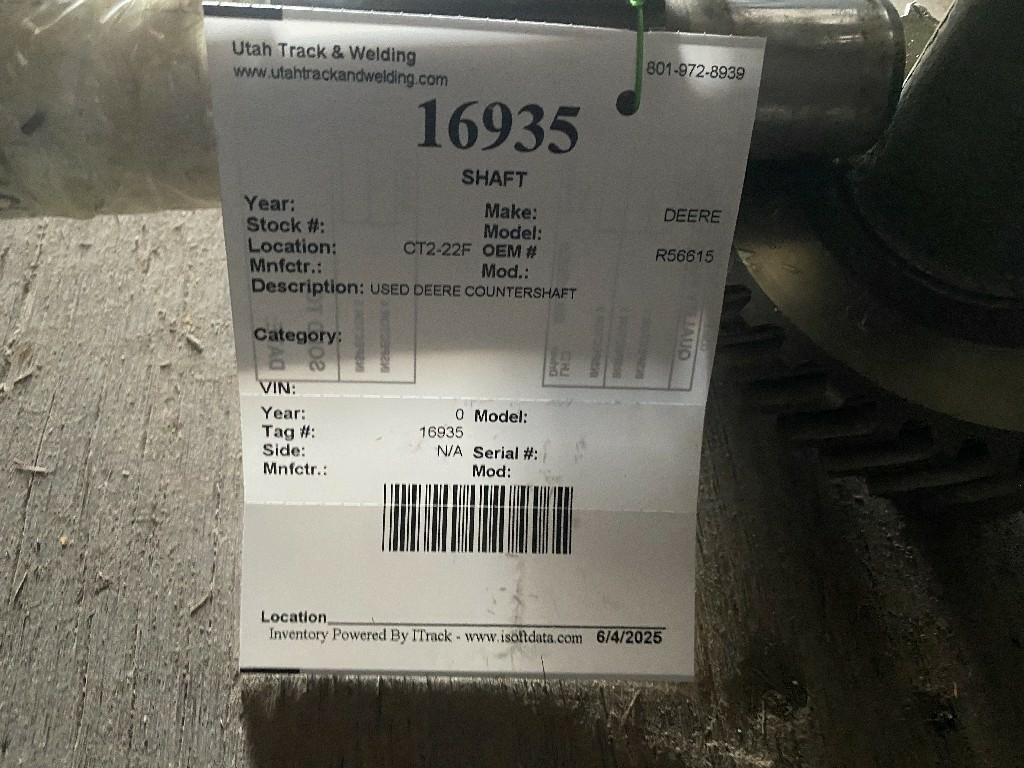 Utah Track & Welding
www.utahtrackandwelding.com
801-972-8939
16935
SHAFT
Year: Make: DEERE
Stock #: Model:
Location: CT2-22F OEM # R56615
Mnfctr.: Mod.:
Description: USED DEERE COUNTERSHAFT
Category:
VIN:
Year: 0 Model:
Tag #: 16935
Side: N/A Serial #:
Mnfctr.: Mod:
Location
Inventory Powered By ITrack - www.isoftdata.com 6/4/2025